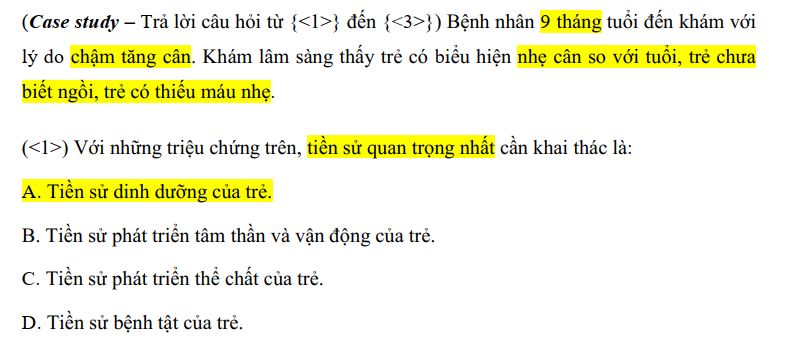 (Case study – Trả lời câu hỏi từ {<1>} đến {<3>}) Bệnh nhân 9 tháng tuổi đến khám với
lý do chậm tăng cân. Khám lâm sàng thấy trẻ có biểu hiện nhẹ cân so với tuổi, trẻ chưa
biết ngồi, trẻ có thiếu máu nhẹ.
(<1>) Với những triệu chứng trên, tiền sử quan trọng nhất cần khai thác là:
A. Tiền sử dinh dưỡng của trẻ.
B. Tiền sử phát triển tâm thần và vận động của trẻ.
C. Tiền sử phát triển thể chất của trẻ.
D. Tiền sử bệnh tật của trẻ.